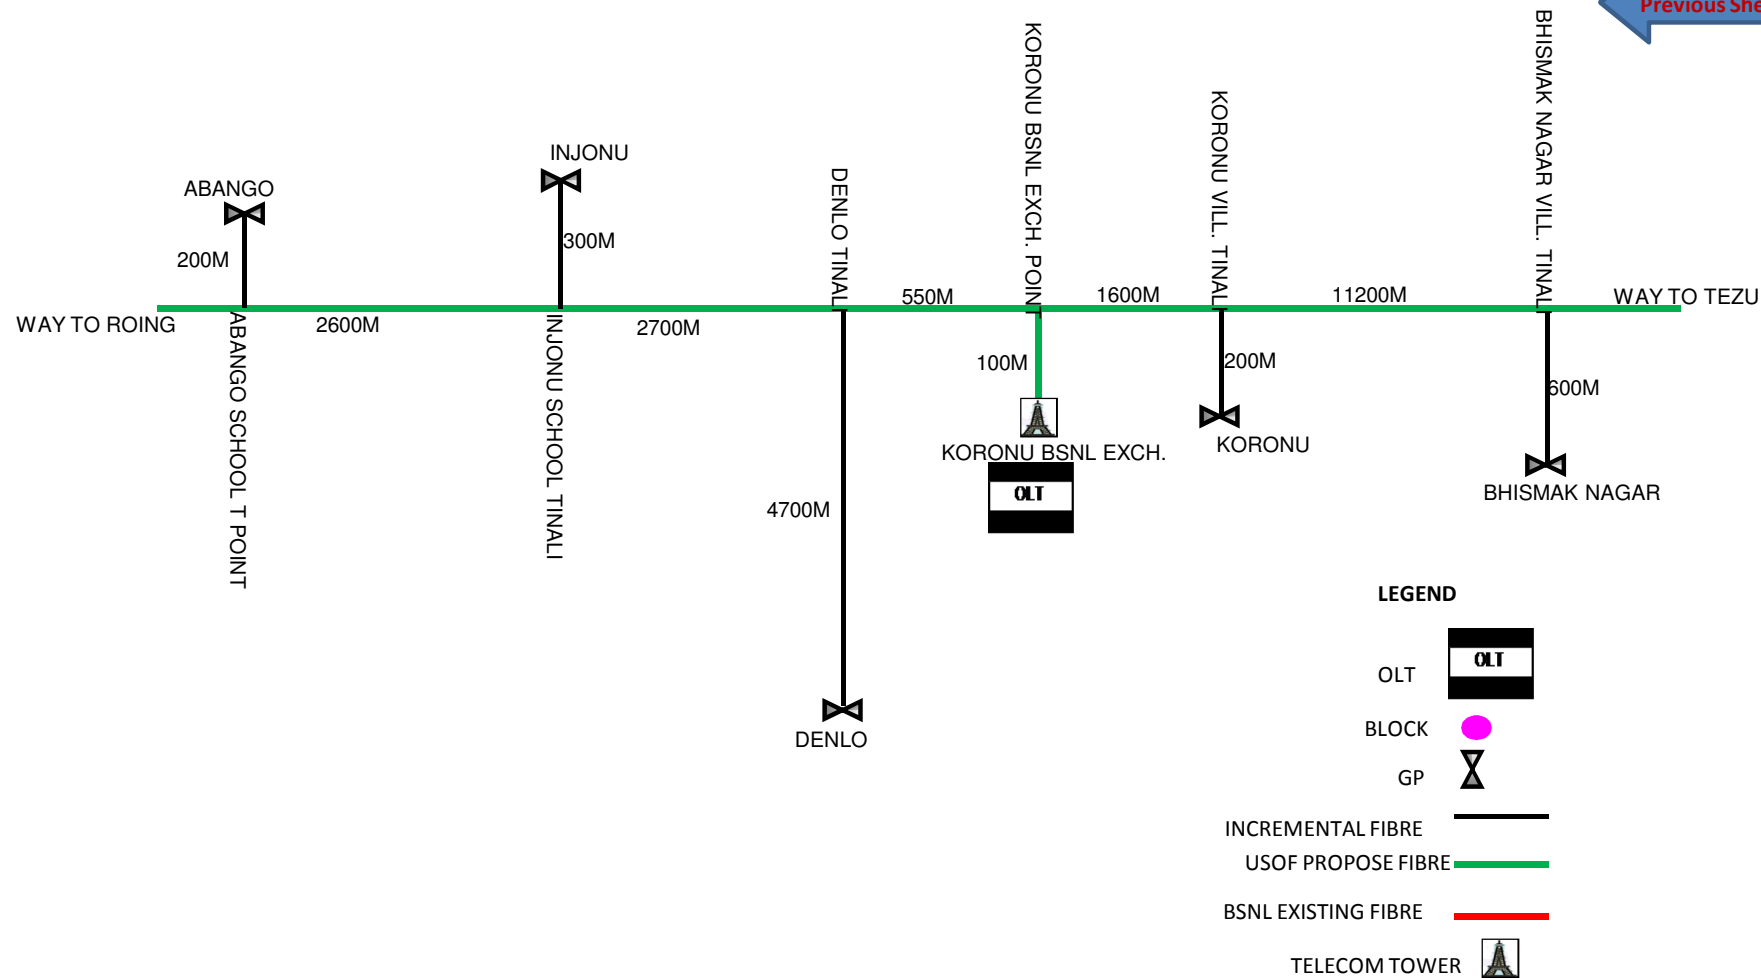 Previous She
BHISMAK NAGAR VILL. TINALI
KORONU BSNL EXCH. POINT
KORONU VILL. TINALI
INJONU
DENLO TINALI
ABANGO
300M
200M
550M
1600M
11200M
WAY TO TEZU
WAY TO ROING
2600M
2700M
ABANGO SCHOOL T POINT
INJONU SCHOOL TINALI
100M
200M
600M
KORONU BSNL EXCH.
KORONU
OLT
BHISMAK NAGAR
4700M
DENLO
LEGEND
OLT
OLT
BLOCK
GP
INCREMENTAL FIBRE
USOF PROPOSE FIBRE
BSNL EXISTING FIBRE
TELECOM TOWER